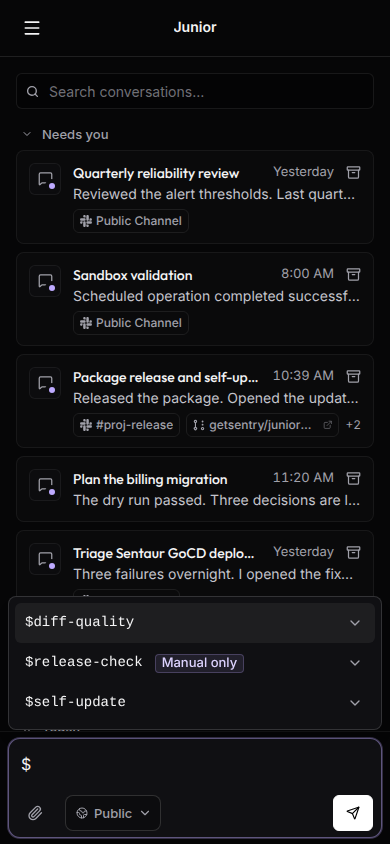 Junior
Search conversations...
Needs you
Quarterly reliability review Yesterday
Reviewed the alert thresholds. Last quart...
Public Channel
Sandbox validation 8:00 AM
Scheduled operation completed successf...
Public Channel
Package release and self-up... 10:39 AM
Released the package. Opened the updat...
#proj-release getsentry/junior... +2
Plan the billing migration 11:20 AM
The dry run passed. Three decisions are l...
Triage Sentaur GoCD deplo... Yesterday
Three failures overnight. I opened the fix...
$diff-quality
$release-check Manual only
$self-update
$
Public